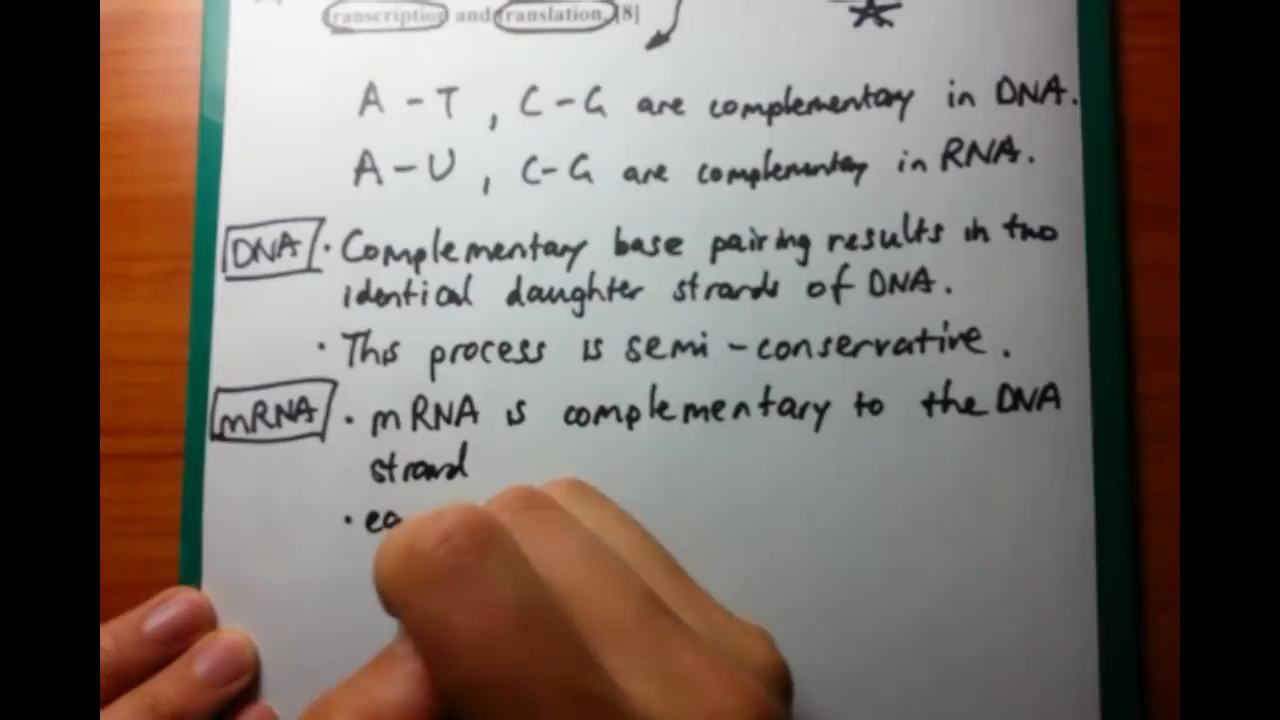 transcription and translation. [8]
A - T , C - G are complementary in DNA.
A - U , C - G are complementary in RNA.
DNA · Complementary base pairing results in two
identical daughter strands of DNA.
· This process is semi-conservative.
mRNA · mRNA is complementary to the DNA
strand
· ea